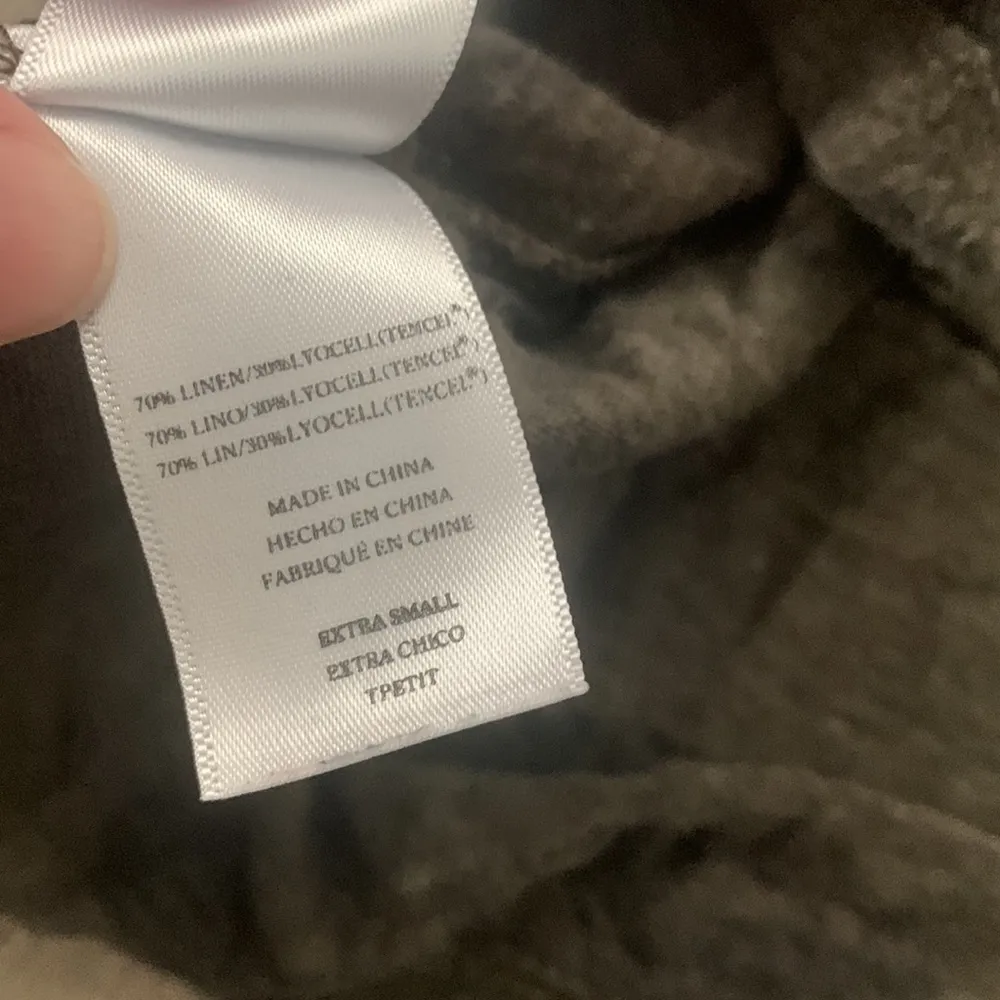 70% LINEN/30%LYOCELL(TENCEL®)
70% LINO/30%LYOCELL(TENCEL®)
70% LIN/30%LYOCELL(TENCEL®)
MADE IN CHINA
HECHO EN CHINA
FABRIQUÉ EN CHINE
EXTRA SMALL
EXTRA CHICO
TPETIT